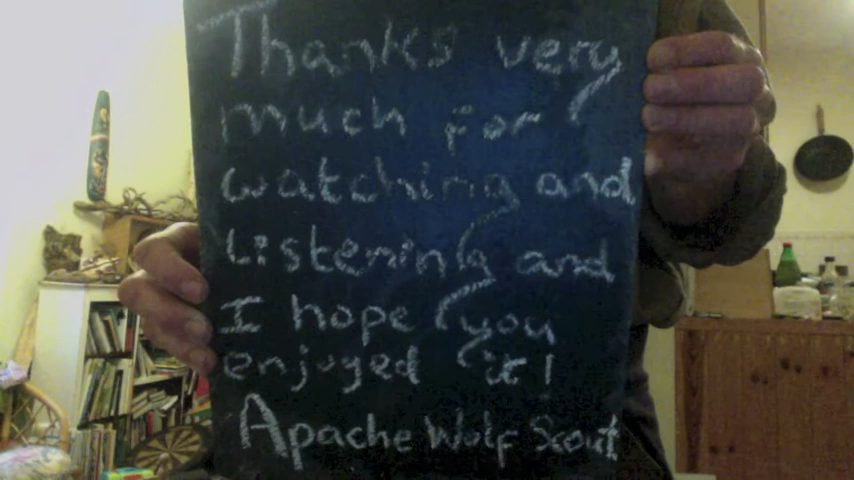 Thanks very
much for
watching and
Listening and
I hope you
enjoyed it!
Apache Wolf Scout